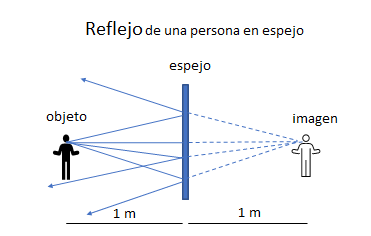 Reflejo de una persona en espejo
espejo
objeto
imagen
1 m
1 m